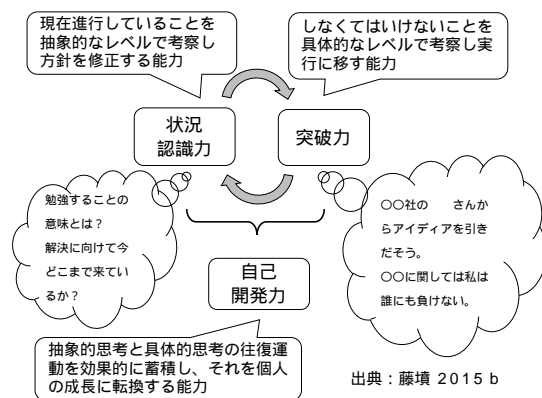 現在進行していることを
抽象的なレベルで考察し
方針を修正する能力
しなくてはいけないことを
具体的なレベルで考察し実
行に移す能力
状況
認識力
突破力
勉強することの
意味とは？
解決に向けて今
どこまで来てい
るか？
〇〇社の　　さんか
らアイディアを引き
だそう。
〇〇に関しては私は
誰にも負けない。
自己
開発力
抽象的思考と具体的思考の往復運
動を効果的に蓄積し、それを個人
の成長に転換する能力
出典：藤墳 2015 b